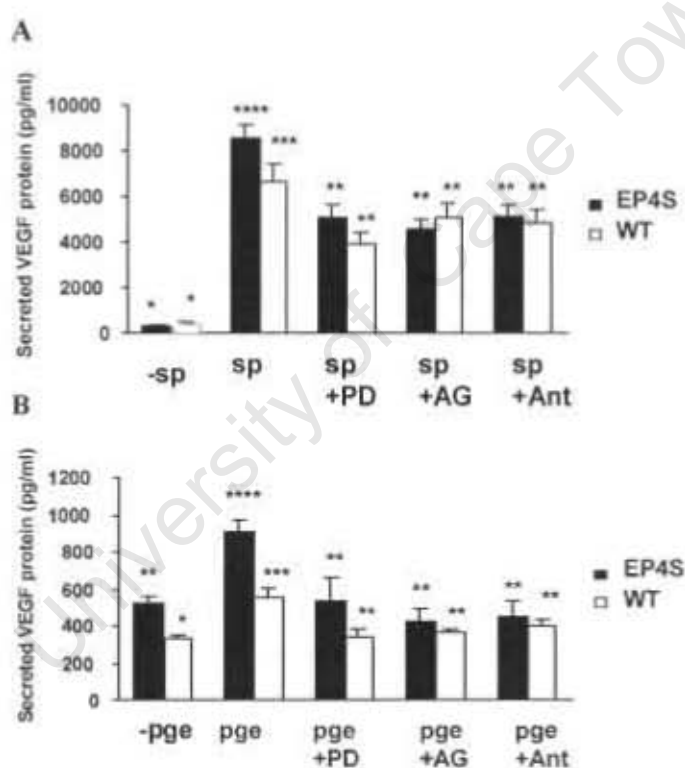 A
Secreted VEGF protein (pg/ml)
10000
8000
6000
4000
2000
0
* * **** *** ** ** ** ** ** **
EP4S
WT
-sp sp sp +PD sp +AG sp +Ant
B
Secreted VEGF protein (pg/ml)
1200
1000
800
600
400
200
0
** * **** *** ** ** ** ** ** **
EP4S
WT
-pge pge pge +PD pge +AG pge +Ant
University of Cape Tow